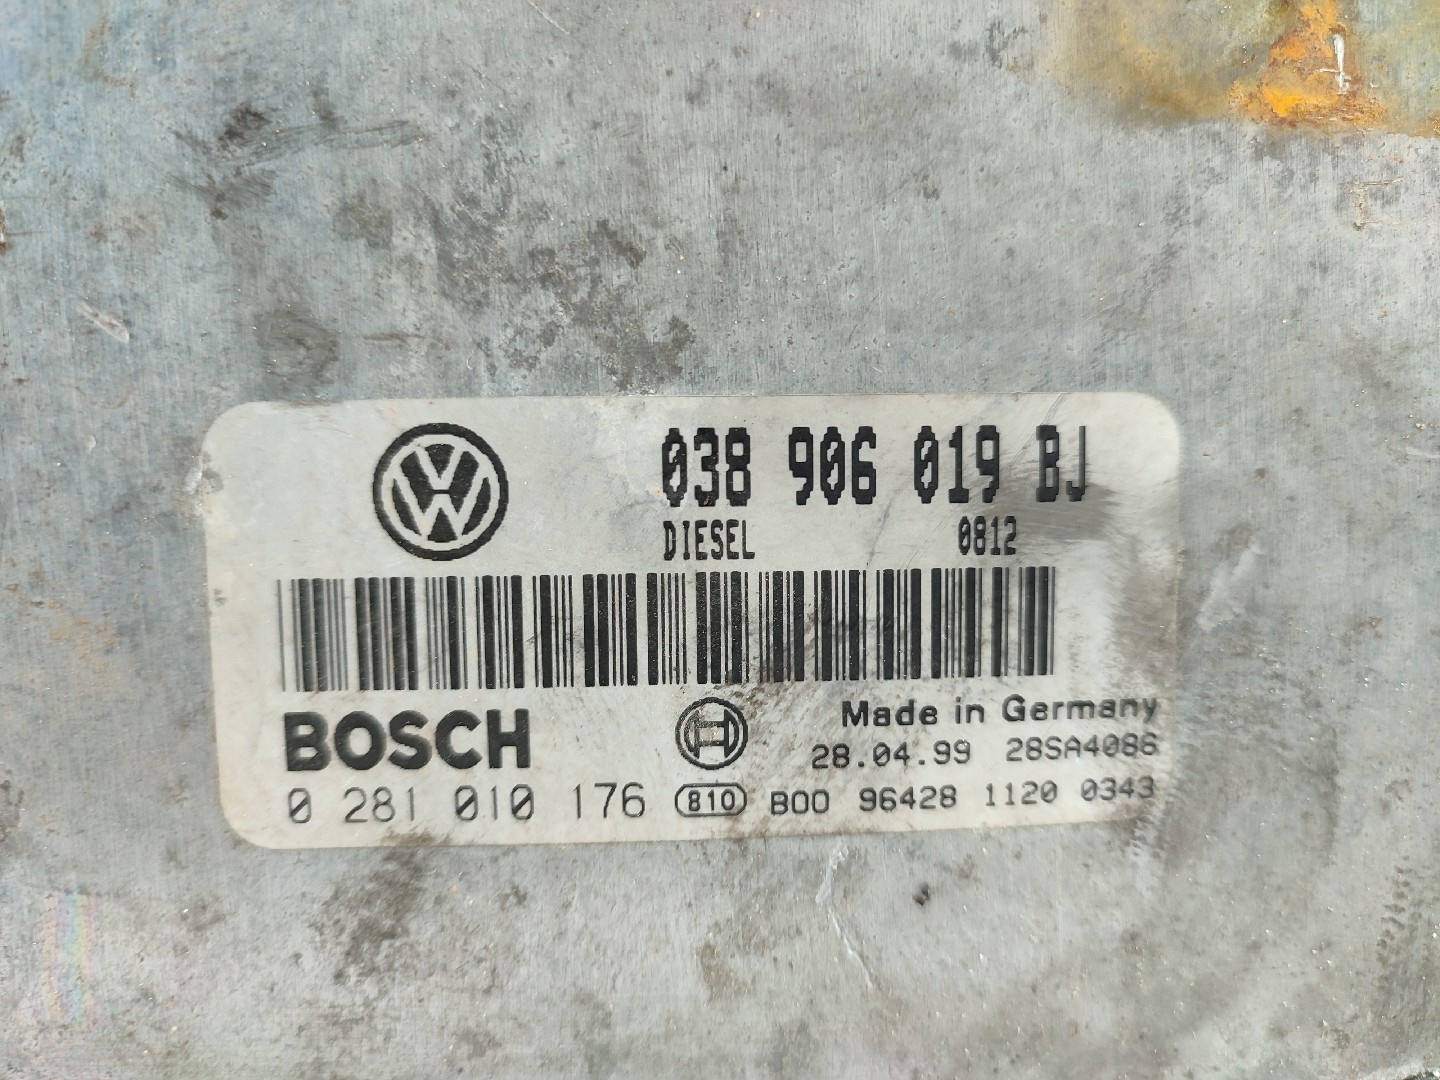 038 906 019 BJ
DIESEL 0812
BOSCH
Made in Germany
28.04.99 28SA4086
0 281 010 176 810 B00 96428 1120 0343